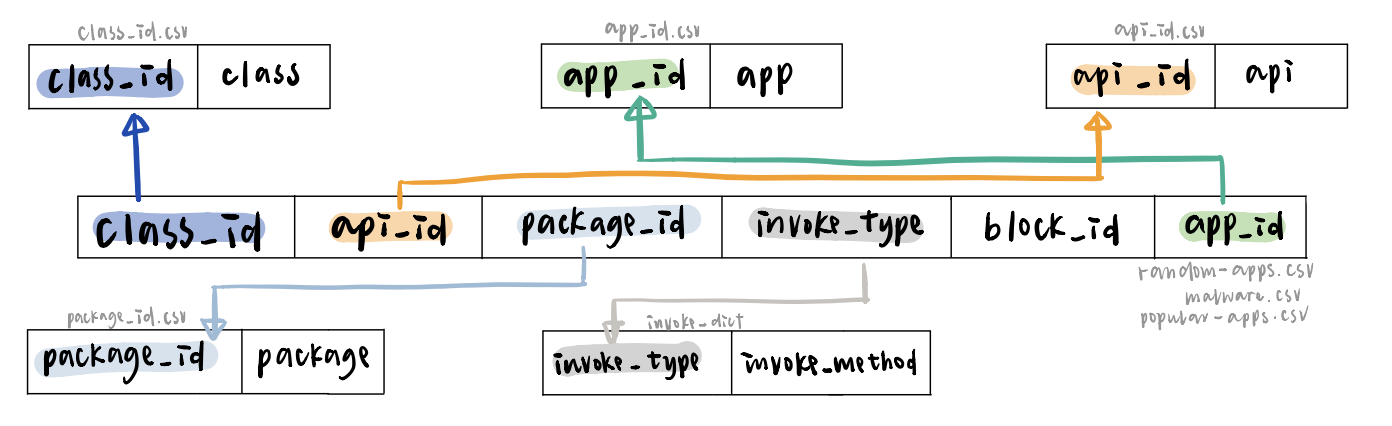 class_id.csv
app_id.csv
api_id.csv
class_id class
app_id app
api_id api
class_id api_id package_id invoke_type block_id app_id
random-apps.csv
malware.csv
popular-apps.csv
package_id.csv
invoke_dict
package_id package
invoke_type invoke_method